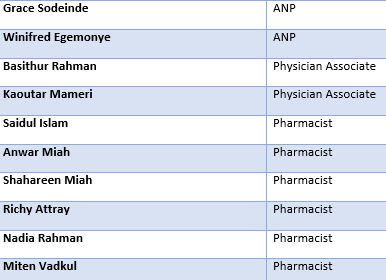 Grace Sodeinde ANP
Winifred Egemonye ANP
Basithur Rahman Physician Associate
Kaoutar Mameri Physician Associate
Saidul Islam Pharmacist
Anwar Miah Pharmacist
Shahareen Miah Pharmacist
Richy Attray Pharmacist
Nadia Rahman Pharmacist
Miten Vadkul Pharmacist